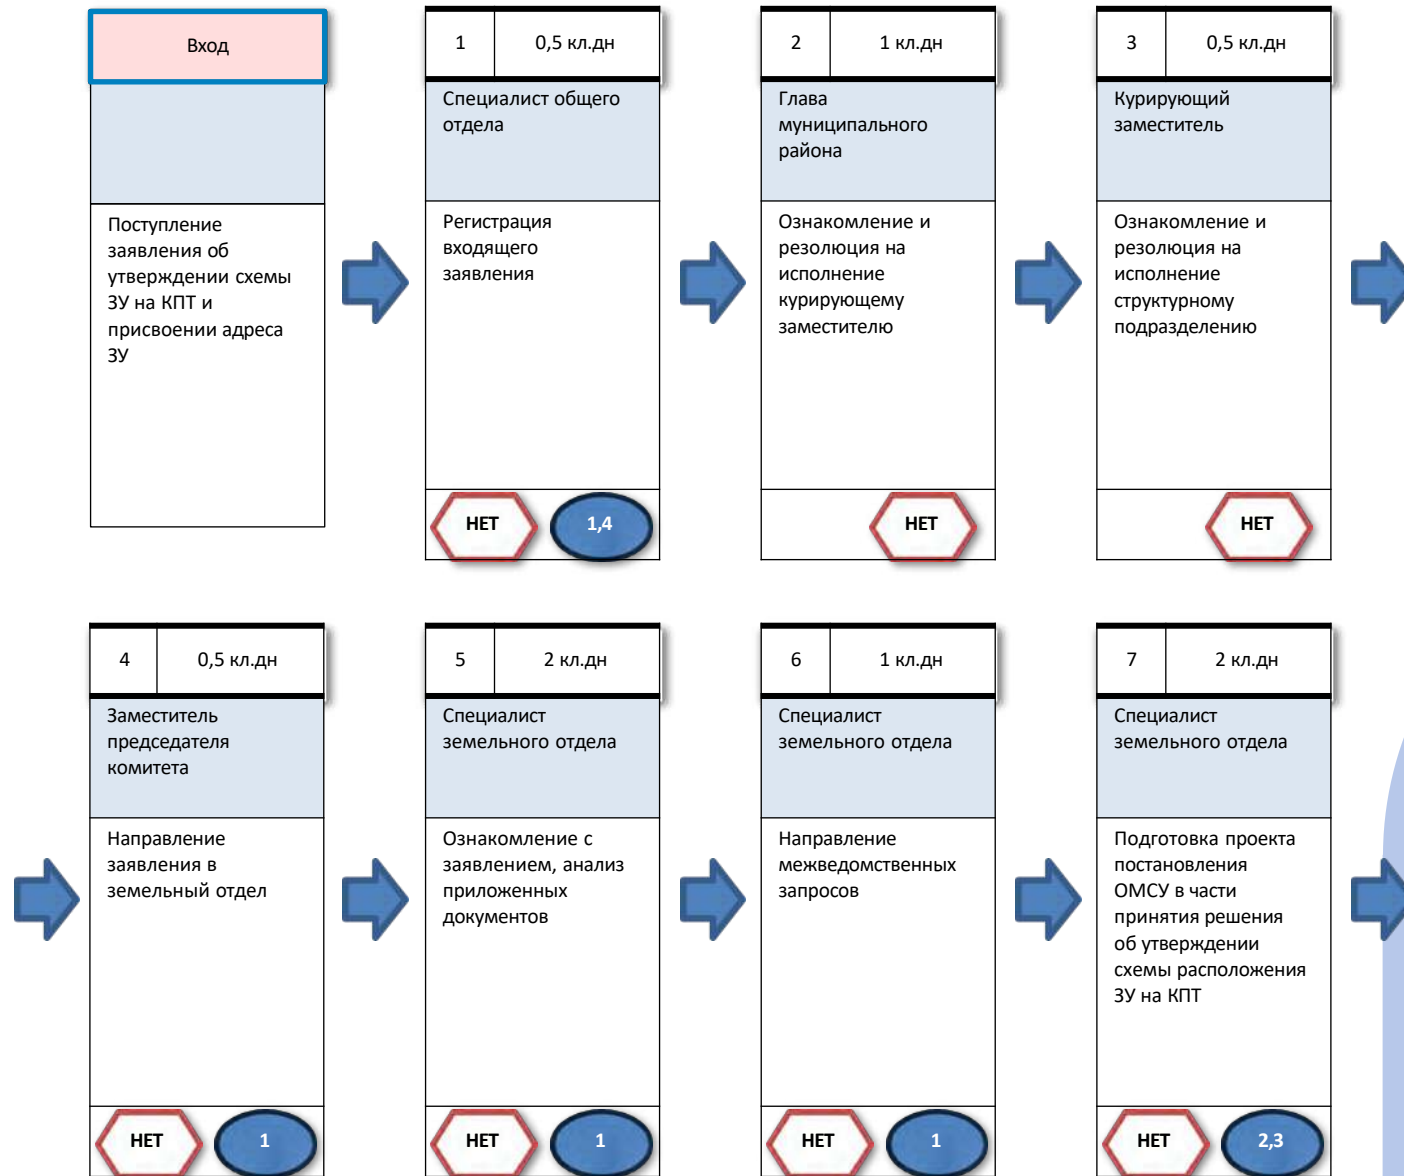 Вход
Поступление
заявления об
утверждении схемы
ЗУ на КПТ и
присвоении адреса
ЗУ
1
0,5 кл.дн
Специалист общего
отдела
Регистрация
входящего
заявления
НЕТ
1,4
2
1 кл.дн
Глава
муниципального
района
Ознакомление и
резолюция на
исполнение
курирующему
заместителю
НЕТ
3
0,5 кл.дн
Курирующий
заместитель
Ознакомление и
резолюция на
исполнение
структурному
подразделению
НЕТ
4
0,5 кл.дн
Заместитель
председателя
комитета
Направление
заявления в
земельный отдел
НЕТ
1
5
2 кл.дн
Специалист
земельного отдела
Ознакомление с
заявлением, анализ
приложенных
документов
НЕТ
1
6
1 кл.дн
Специалист
земельного отдела
Направление
межведомственных
запросов
НЕТ
1
7
2 кл.дн
Специалист
земельного отдела
Подготовка проекта
постановления
ОМСУ в части
принятия решения
об утверждении
схемы расположения
ЗУ на КПТ
НЕТ
2,3